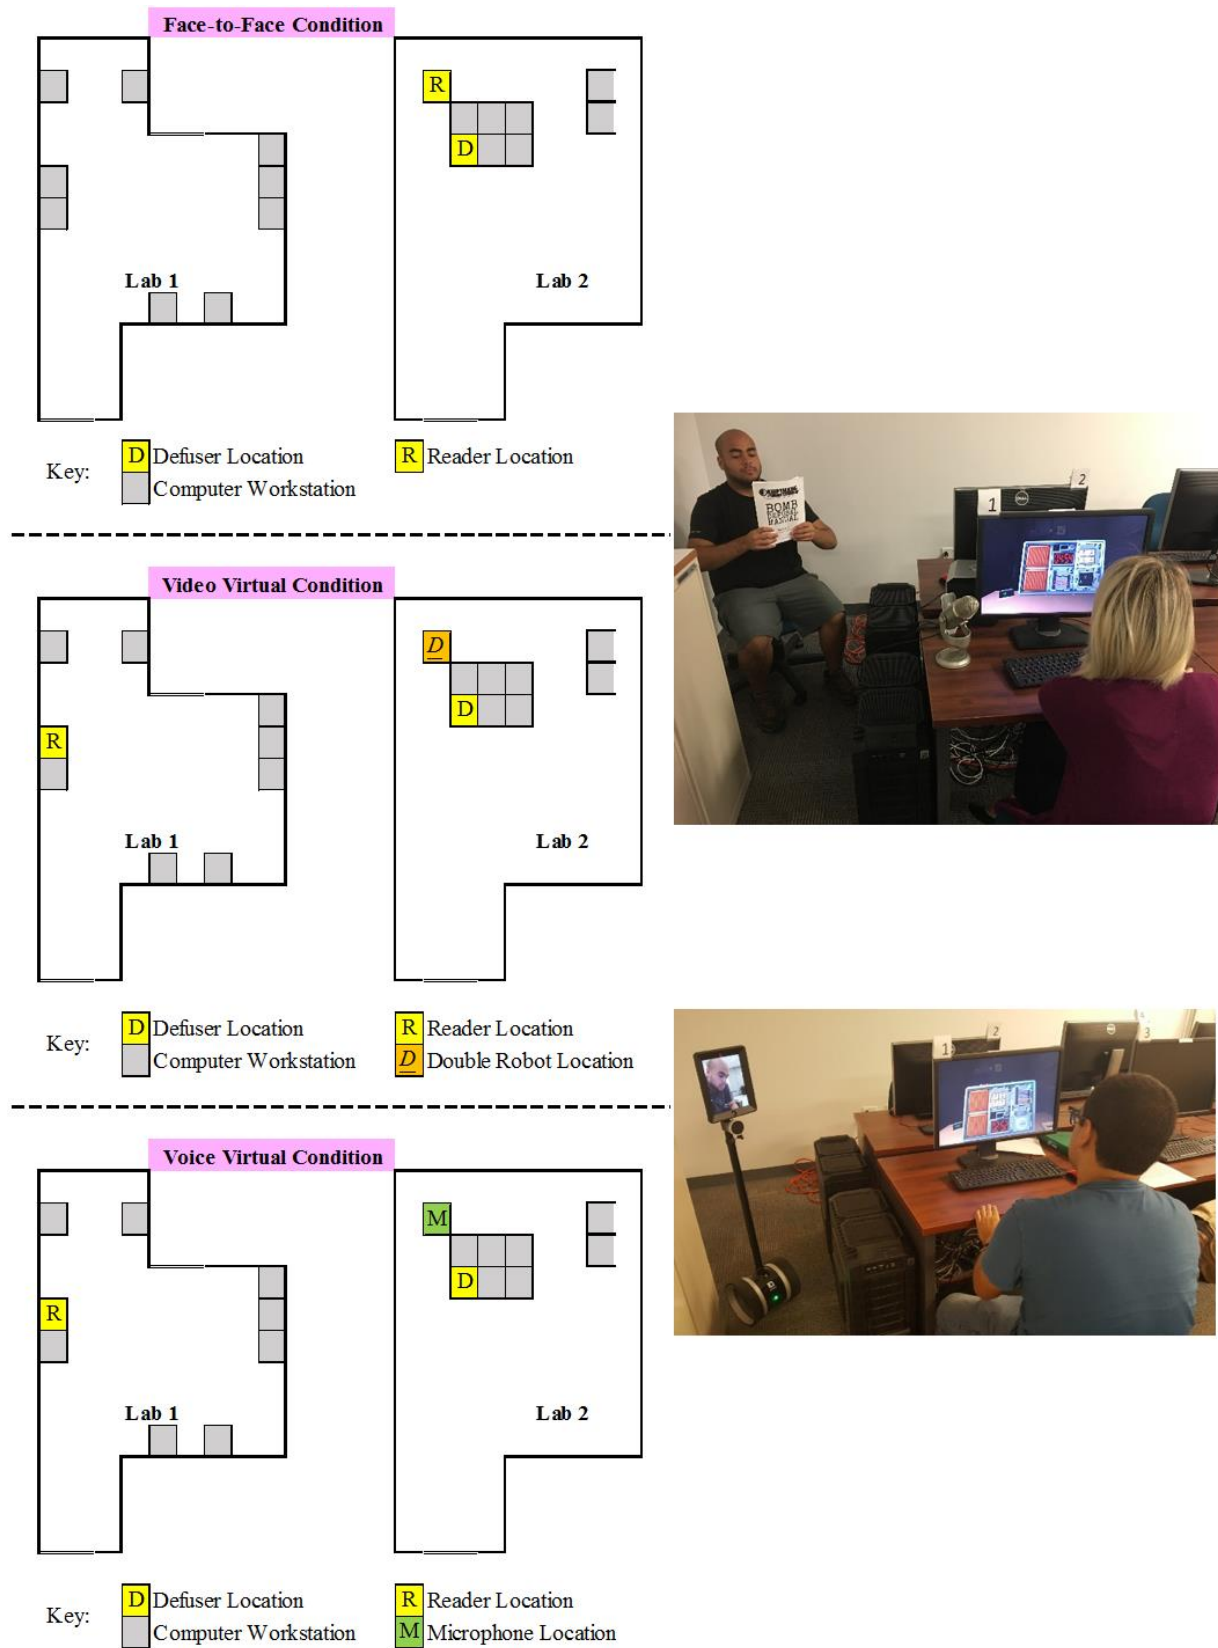 Face-to-Face Condition
R
D
Lab 1
Lab 2
Key:
D Defuser Location
R Reader Location
Computer Workstation
BOMB
MANUAL
1
2
Video Virtual Condition
D
R
D
Lab 1
Lab 2
Key:
D Defuser Location
R Reader Location
Computer Workstation
D Double Robot Location
1
2
3
Voice Virtual Condition
M
D
R
Lab 1
Lab 2
Key:
D Defuser Location
R Reader Location
Computer Workstation
M Microphone Location